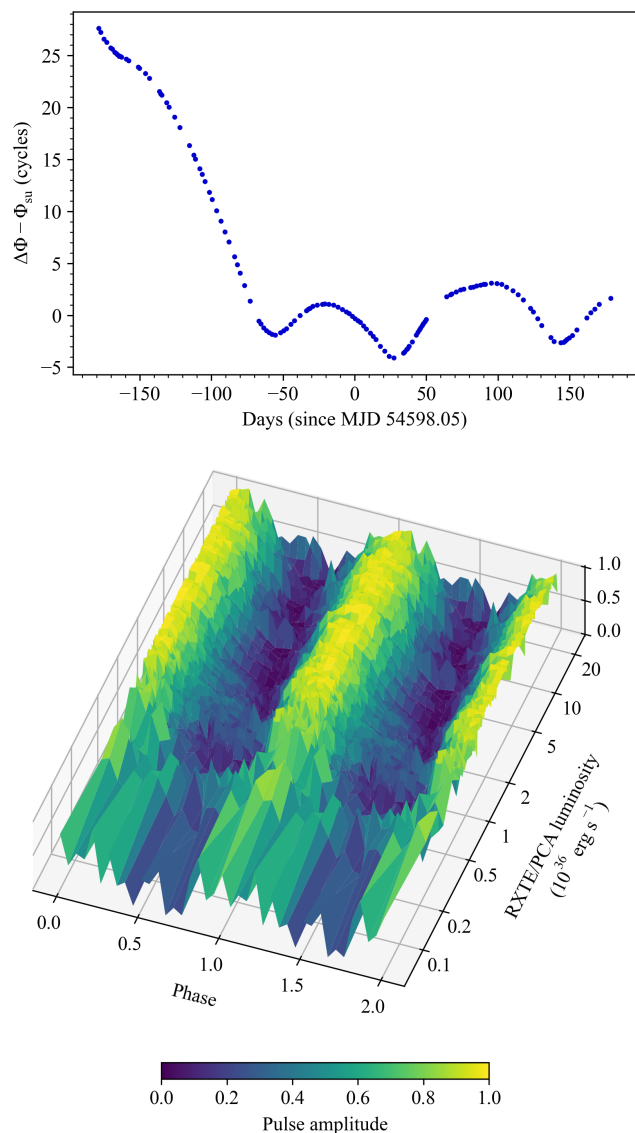 25
20
15
10
5
0
−5
ΔΦ − Φsu (cycles)
−150 −100 −50 0 50 100 150
Days (since MJD 54598.05)
1.0
0.5
0.0
20
10
5
2
1
0.5
0.2
0.1
RXTE/PCA luminosity
(10^36 erg s^−1)
0.0
0.5
1.0
1.5
2.0
Phase
0.0 0.2 0.4 0.6 0.8 1.0
Pulse amplitude